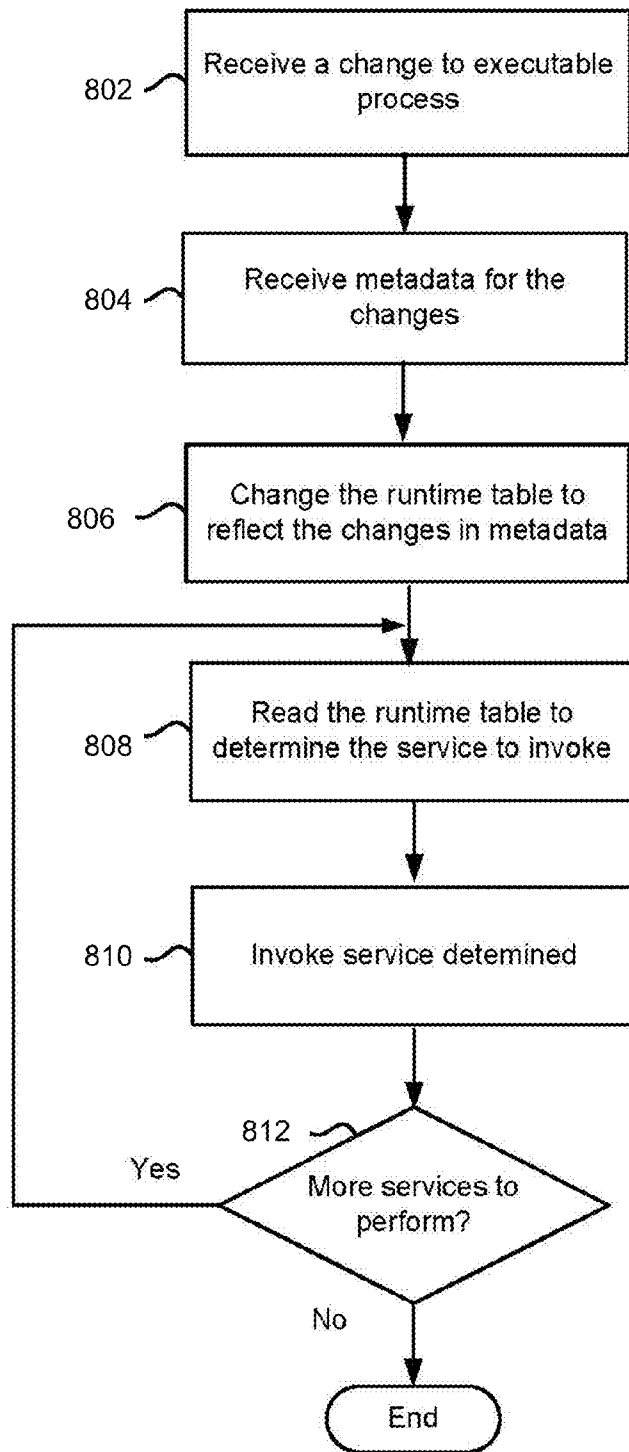 802
Receive a change to executable
process
804
Receive metadata for the
changes
806
Change the runtime table to
reflect the changes in metadata
808
Read the runtime table to
determine the service to invoke
810
Invoke service detemined
812
Yes
More services to
perform?
No
End